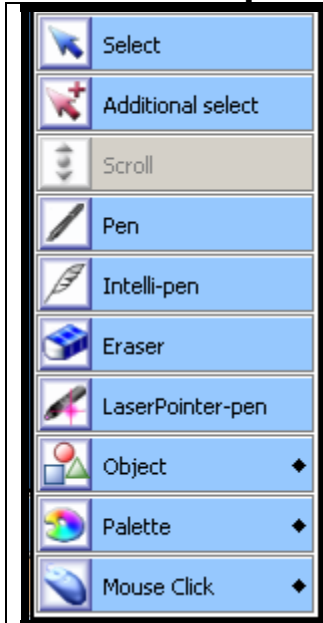 Select
Additional select
Scroll
Pen
Intelli-pen
Eraser
LaserPointer-pen
Object
Palette
Mouse Click